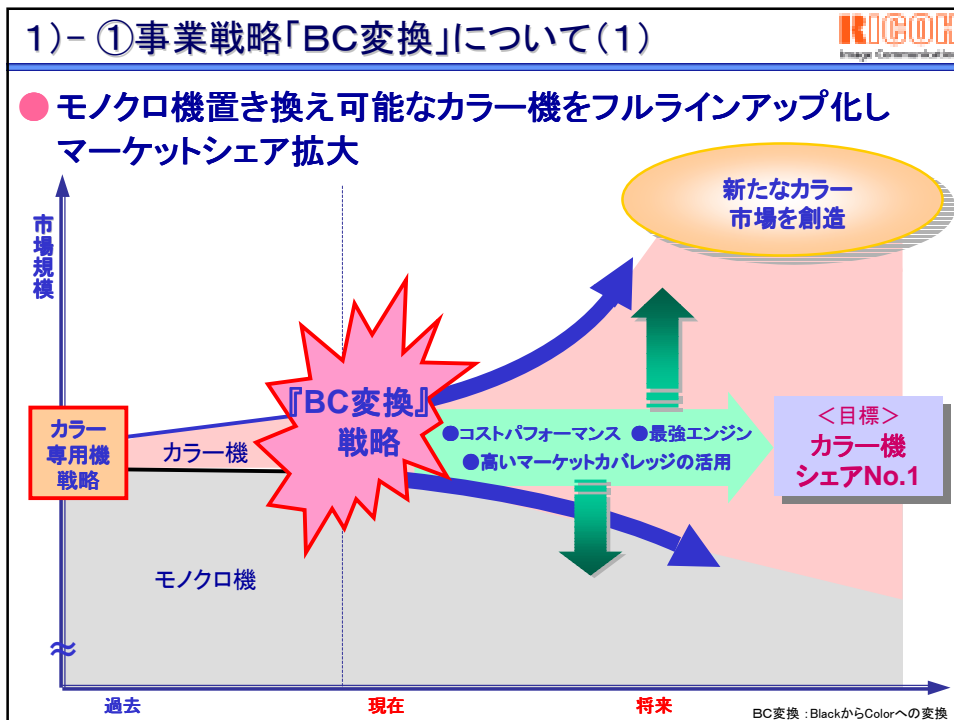 1)-①事業戦略「BC変換」について(1)
RICOH
Image Communication
●モノクロ機置き換え可能なカラー機をフルラインアップ化し
マーケットシェア拡大
新たなカラー
市場を創造
市場規模
『BC変換』
戦略
カラー
専用機
戦略
カラー機
●コストパフォーマンス ●最強エンジン
●高いマーケットカバレッジの活用
<目標>
カラー機
シェアNo.1
モノクロ機
過去
現在
将来
BC変換:BlackからColorへの変換